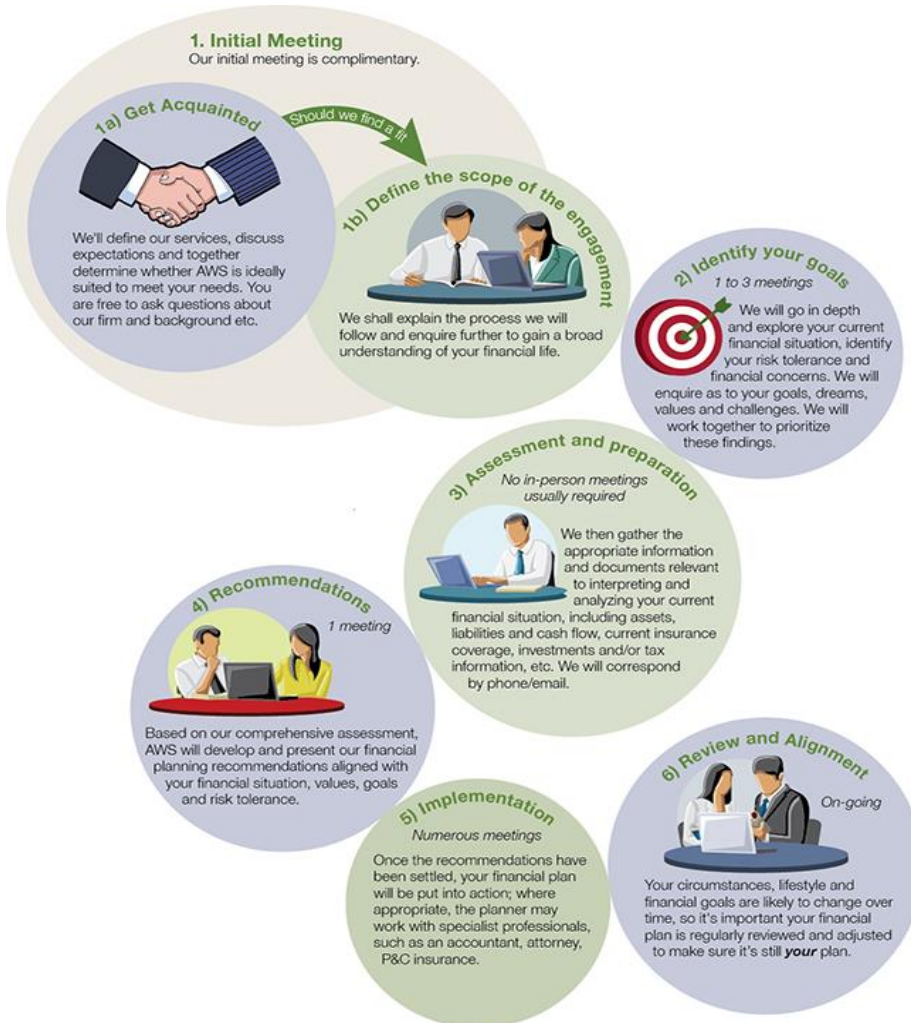 1. Initial Meeting
Our initial meeting is complimentary.
1a) Get Acquainted
We'll define our services, discuss
expectations and together
determine whether AWS is ideally
suited to meet your needs. You
are free to ask questions about
our firm and background etc.
Should we find a fit
1b) Define the scope of the engagement
We shall explain the process we will
follow and enquire further to gain a broad
understanding of your financial life.
2) Identify your goals
1 to 3 meetings
We will go in depth
and explore your current
financial situation, identify
your risk tolerance and
financial concerns. We will
enquire as to your goals, dreams,
values and challenges. We will
work together to prioritize
these findings.
3) Assessment and preparation
No in-person meetings
usually required
We then gather the
appropriate information
and documents relevant
to interpreting and
analyzing your current
financial situation, including assets,
liabilities and cash flow, current insurance
coverage, investments and/or tax
information, etc. We will correspond
by phone/email.
4) Recommendations
1 meeting
Based on our comprehensive assessment,
AWS will develop and present our financial
planning recommendations aligned with
your financial situation, values, goals
and risk tolerance.
5) Implementation
Numerous meetings
Once the recommendations have
been settled, your financial plan
will be put into action; where
appropriate, the planner may
work with specialist professionals,
such as an accountant, attorney,
P&C insurance.
6) Review and Alignment
On-going
Your circumstances, lifestyle and
financial goals are likely to change over
time, so it's important your financial
plan is regularly reviewed and adjusted
to make sure it's still your plan.